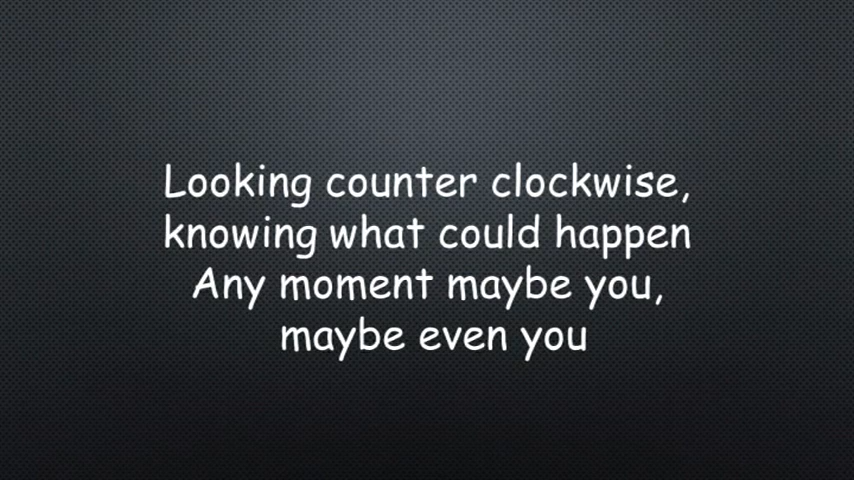 Looking counter clockwise,
knowing what could happen
Any moment maybe you,
maybe even you